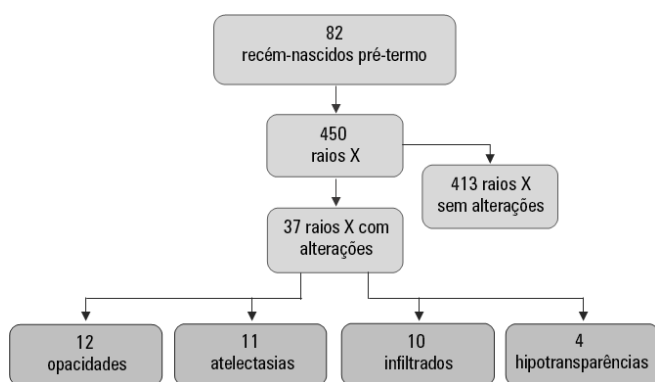 82
recém-nascidos pré-termo
450
raios X
413 raios X
sem alterações
37 raios X com
alterações
12
opacidades
11
atelectasias
10
infiltrados
4
hipotransparências